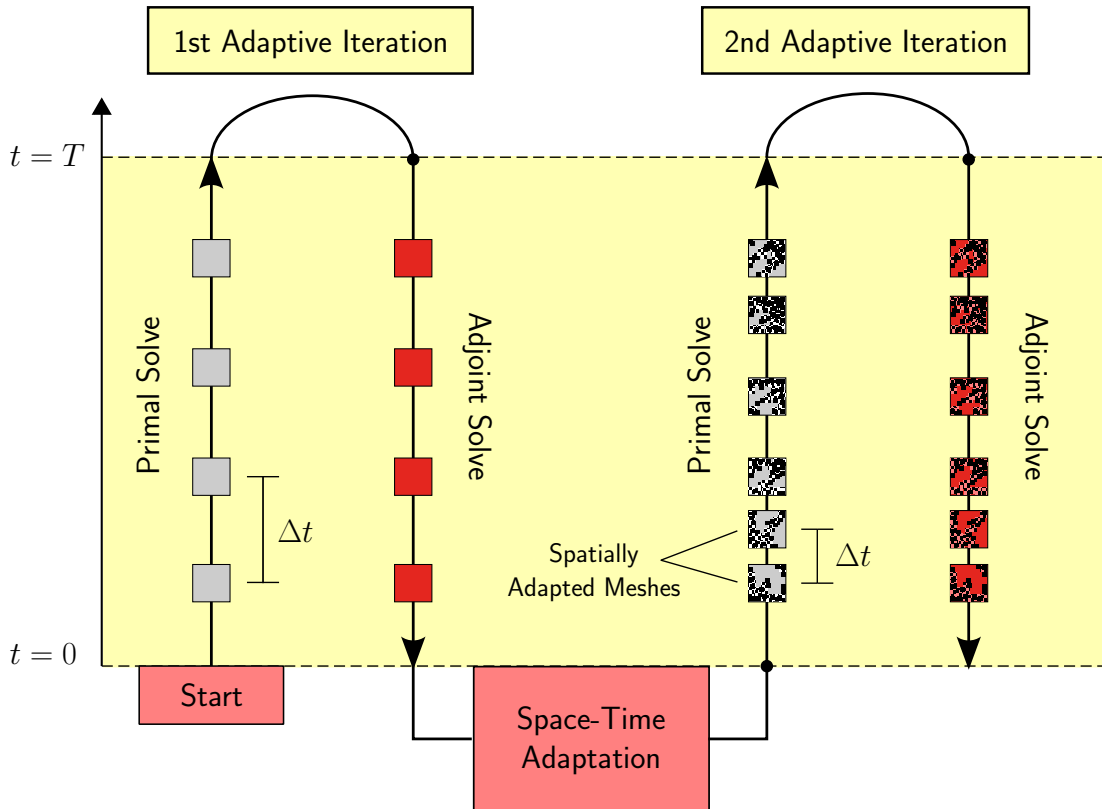 1st Adaptive Iteration
2nd Adaptive Iteration
t = T
Primal Solve
Adjoint Solve
Primal Solve
Adjoint Solve
Δt
Spatially
Adapted Meshes
Δt
t = 0
Start
Space-Time
Adaptation